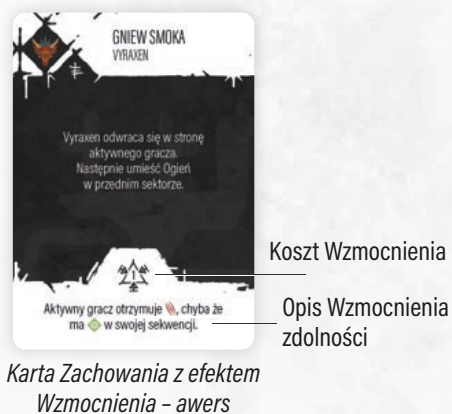 GNIEW SMOKA
VYRAXEN
Vyraxen odwraca się w stronę
aktywnego gracza.
Następnie umieść Ogień
w przednim sektorze.
Koszt Wzmocnienia
Aktywny gracz otrzymuje , chyba że
ma w swojej sekwencji.
Opis Wzmocnienia
zdolności
Karta Zachowania z efektem
Wzmocnienia – awers